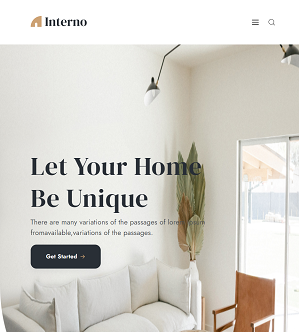 Interno
Let Your Home
Be Unique
There are many variations of the passages of lorem Ipsum
fromavailable,variations of the passages.
Get Started →